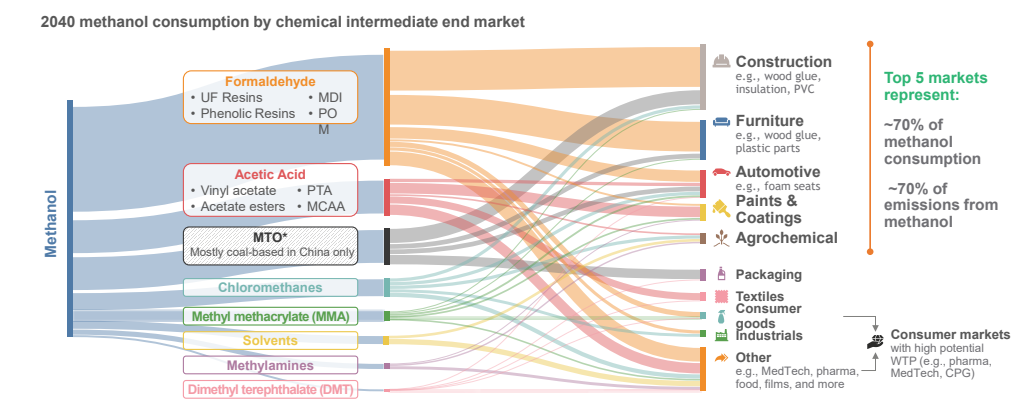 2040 methanol consumption by chemical intermediate end market
Methanol
Formaldehyde
• UF Resins
• Phenolic Resins
• MDI
• PO
M
Acetic Acid
• Vinyl acetate
• Acetate esters
• PTA
• MCAA
MTO*
Mostly coal-based in China only
Chloromethanes
Methyl methacrylate (MMA)
Solvents
Methylamines
Dimethyl terephthalate (DMT)
Construction
e.g., wood glue,
insulation, PVC
Furniture
e.g., wood glue,
plastic parts
Automotive
e.g., foam seats
Paints &
Coatings
Agrochemical
Packaging
Textiles
Consumer
goods
Industrials
Other
e.g., MedTech, pharma,
food, films, and more
Top 5 markets
represent:
~70% of
methanol
consumption
~70% of
emissions from
methanol
Consumer markets
with high potential
WTP (e.g., pharma,
MedTech, CPG)